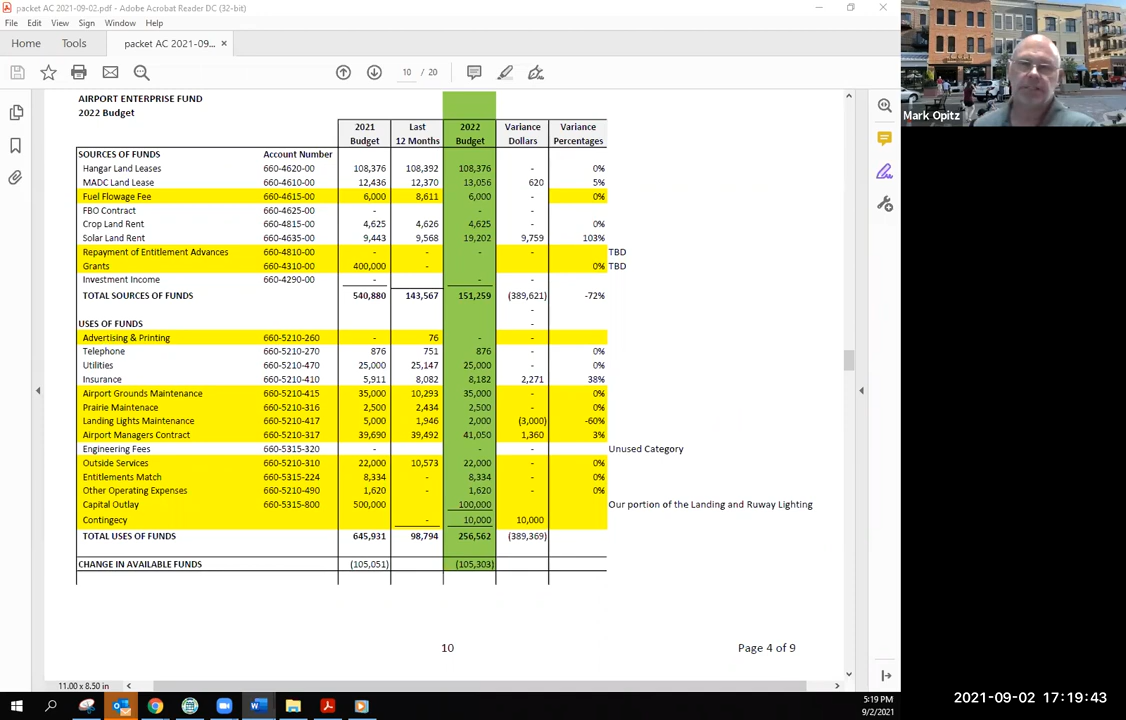 packet AC 2021-09-02.pdf - Adobe Acrobat Reader DC (32-bit)
File Edit View Sign Window Help
Home Tools packet AC 2021-09... ×
10 / 20
AIRPORT ENTERPRISE FUND
2022 Budget
2021 Last 2022 Variance Variance
Budget 12 Months Budget Dollars Percentages
SOURCES OF FUNDS Account Number
Hangar Land Leases 660-4620-00 108,376 108,392 108,376 - 0%
MADC Land Lease 660-4610-00 12,436 12,370 13,056 620 5%
Fuel Flowage Fee 660-4615-00 6,000 8,611 6,000 - 0%
FBO Contract 660-4625-00 - - -
Crop Land Rent 660-4815-00 4,625 4,626 4,625 - 0%
Solar Land Rent 660-4635-00 9,443 9,568 19,202 9,759 103%
Repayment of Entitlement Advances 660-4810-00 - - - - TBD
Grants 660-4310-00 400,000 - 0% TBD
Investment Income 660-4290-00 - - -
TOTAL SOURCES OF FUNDS 540,880 143,567 151,259 (389,621) -72%
-
USES OF FUNDS -
Advertising & Printing 660-5210-260 - 76 - -
Telephone 660-5210-270 876 751 876 - 0%
Utilities 660-5210-470 25,000 25,147 25,000 - 0%
Insurance 660-5210-410 5,911 8,082 8,182 2,271 38%
Airport Grounds Maintenance 660-5210-415 35,000 10,293 35,000 - 0%
Prairie Maintenace 660-5210-316 2,500 2,434 2,500 - 0%
Landing Lights Maintenance 660-5210-417 5,000 1,946 2,000 (3,000) -60%
Airport Managers Contract 660-5210-317 39,690 39,492 41,050 1,360 3%
Engineering Fees 660-5315-320 - - - - Unused Category
Outside Services 660-5210-310 22,000 10,573 22,000 - 0%
Entitlements Match 660-5315-224 8,334 - 8,334 - 0%
Other Operating Expenses 660-5210-490 1,620 - 1,620 - 0%
Capital Outlay 660-5315-800 500,000 100,000 Our portion of the Landing and Ruway Lighting
Contingecy - 10,000 10,000
TOTAL USES OF FUNDS 645,931 98,794 256,562 (389,369)
CHANGE IN AVAILABLE FUNDS (105,051) (105,303)
10 Page 4 of 9
11.00 x 8.50 in
Mark Opitz
5:19 PM
9/2/2021
2021-09-02 17:19:43